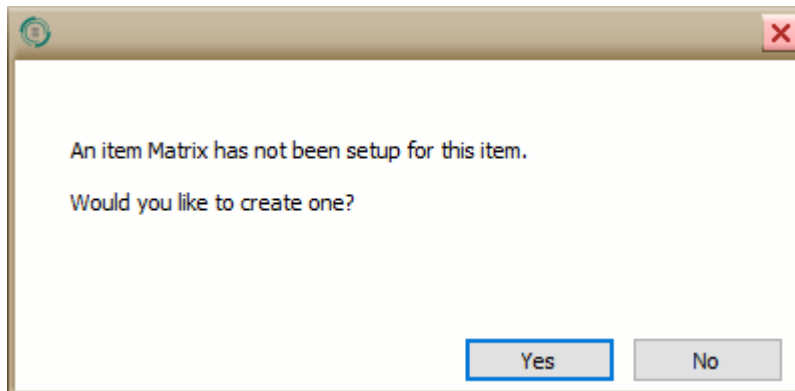 An item Matrix has not been setup for this item.
Would you like to create one?
Yes
No